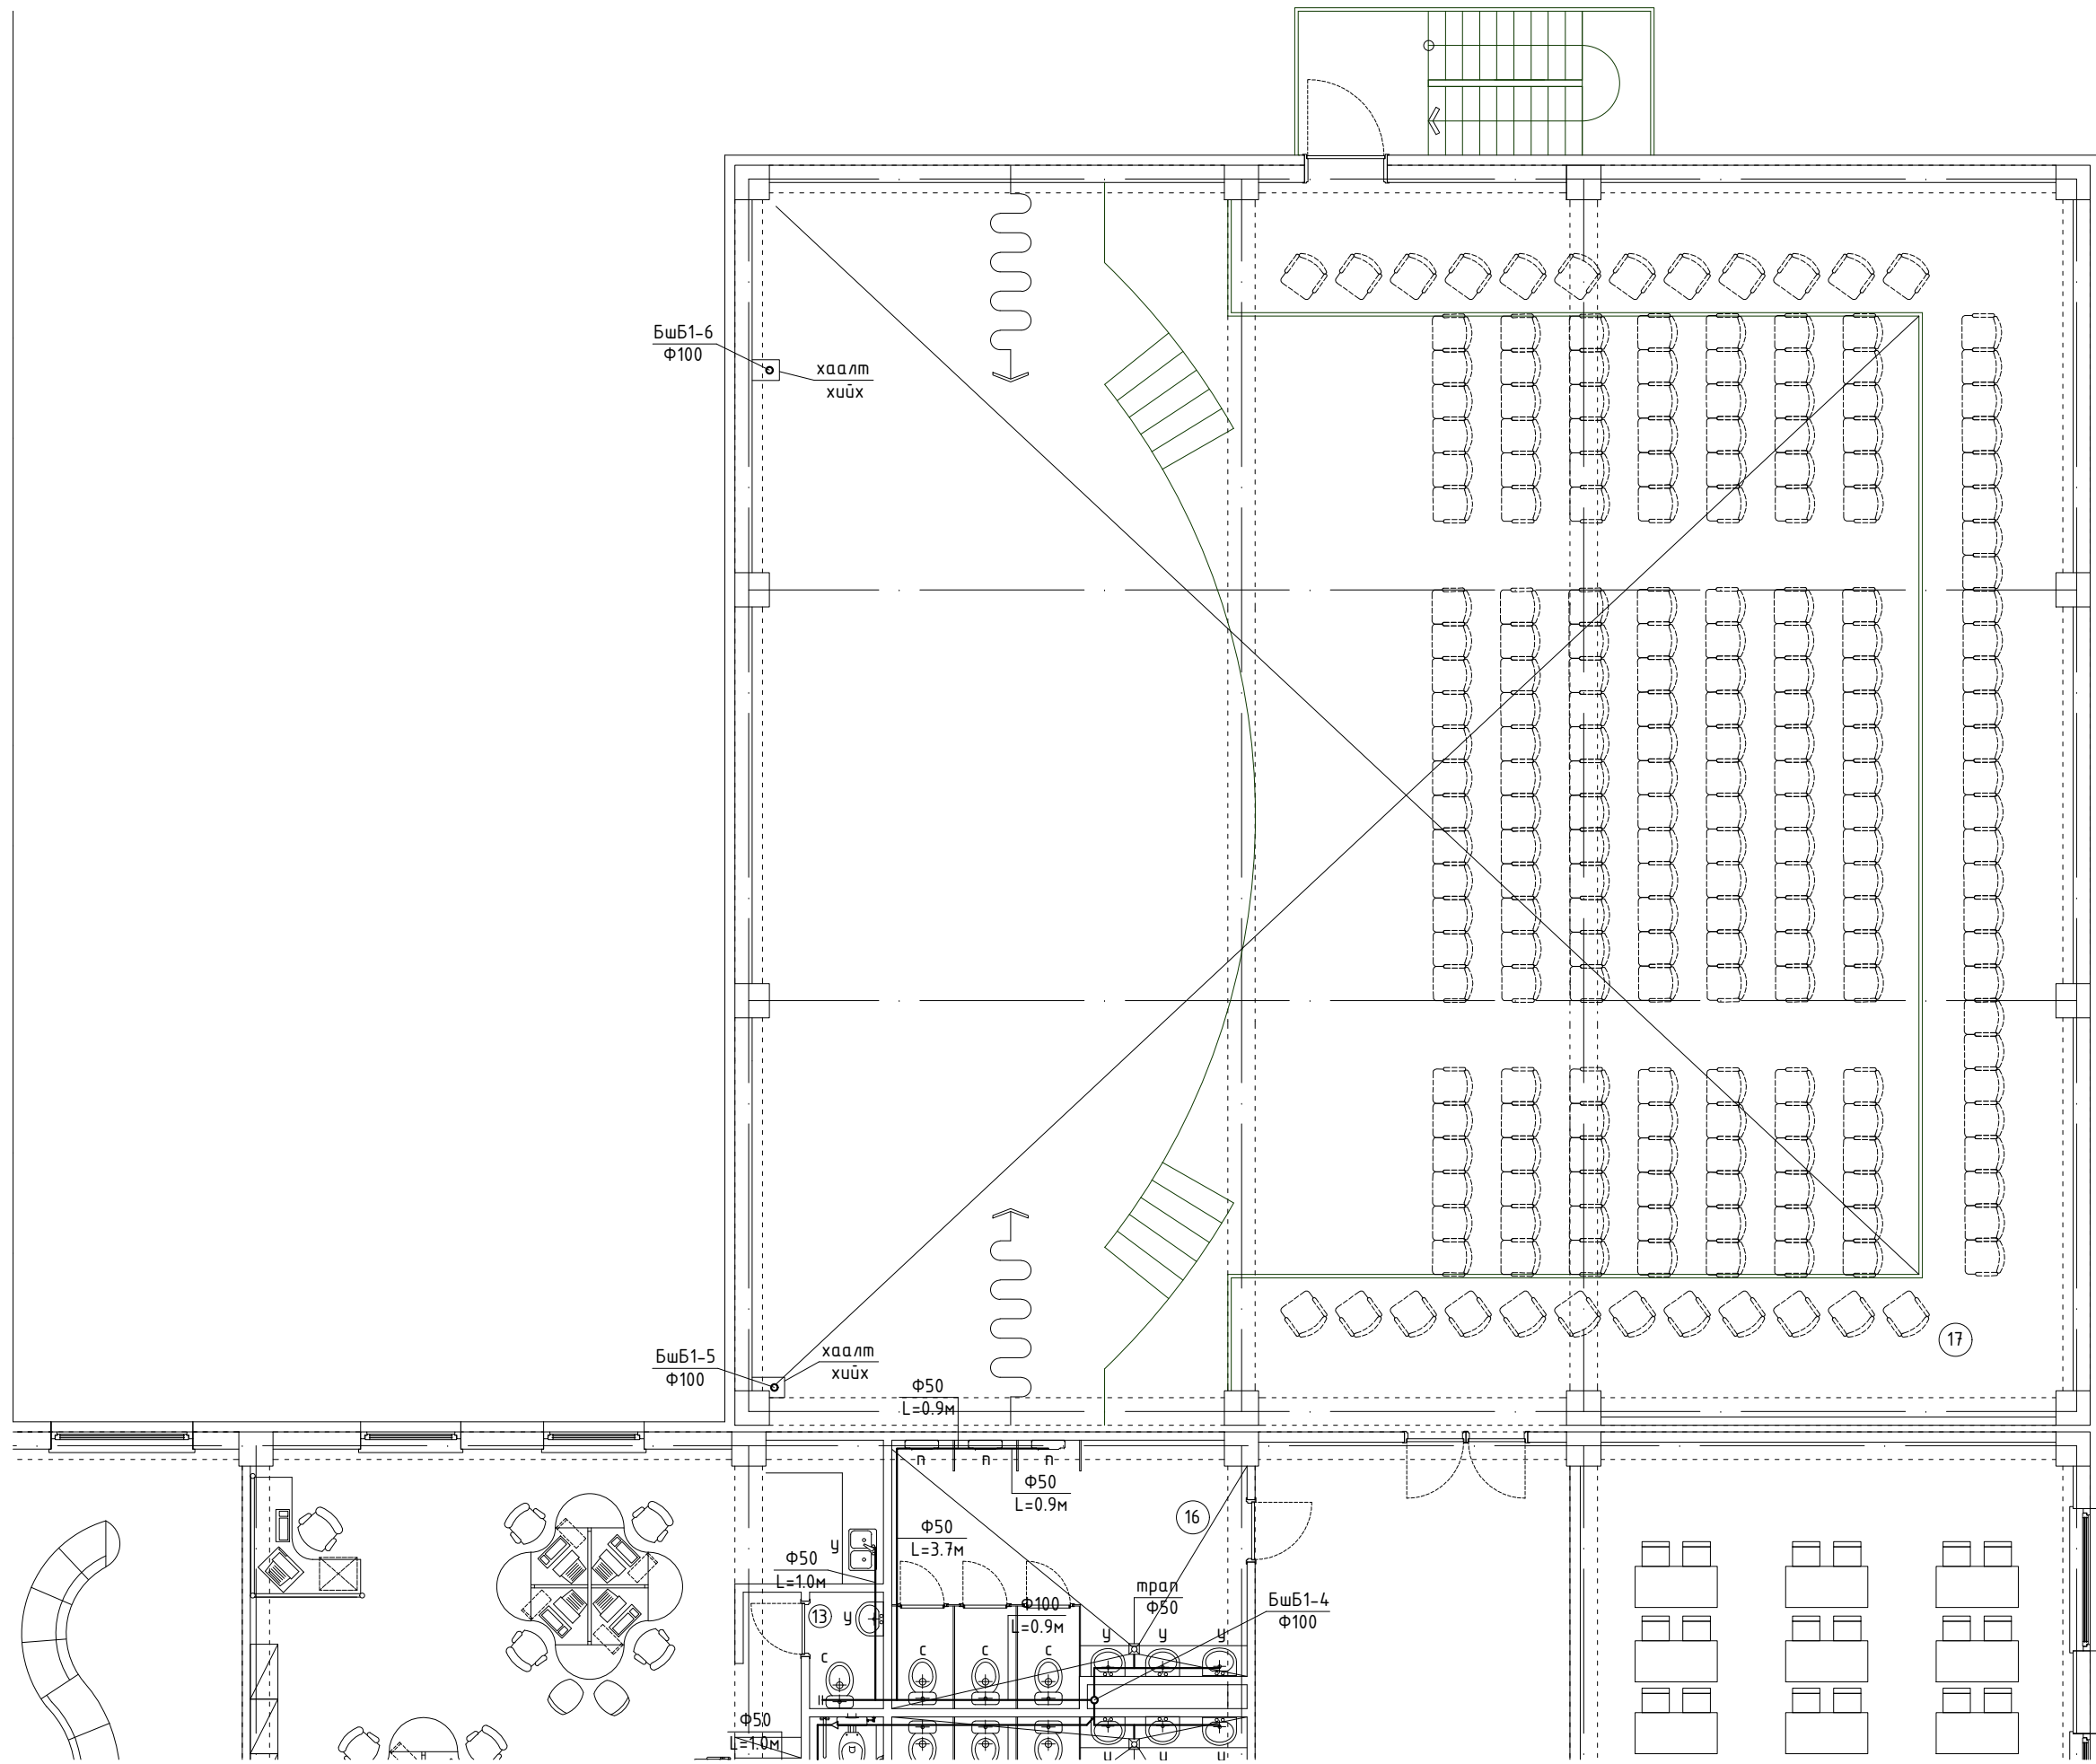 БшБ1-6
Ф100
хаалт
хийх
17
БшБ1-5
Ф100
хаалт
хийх
Ф50
L=0.9м
п п п
Ф50
L=0.9м
16
Ф50
L=3.7м
у
Ф50
L=1.0м
трап
Ф50
БшБ1-4
Ф100
13
у
Ф100
L=0.9м
у у у
с
с с с
Ф50
L=1.0м
у у у